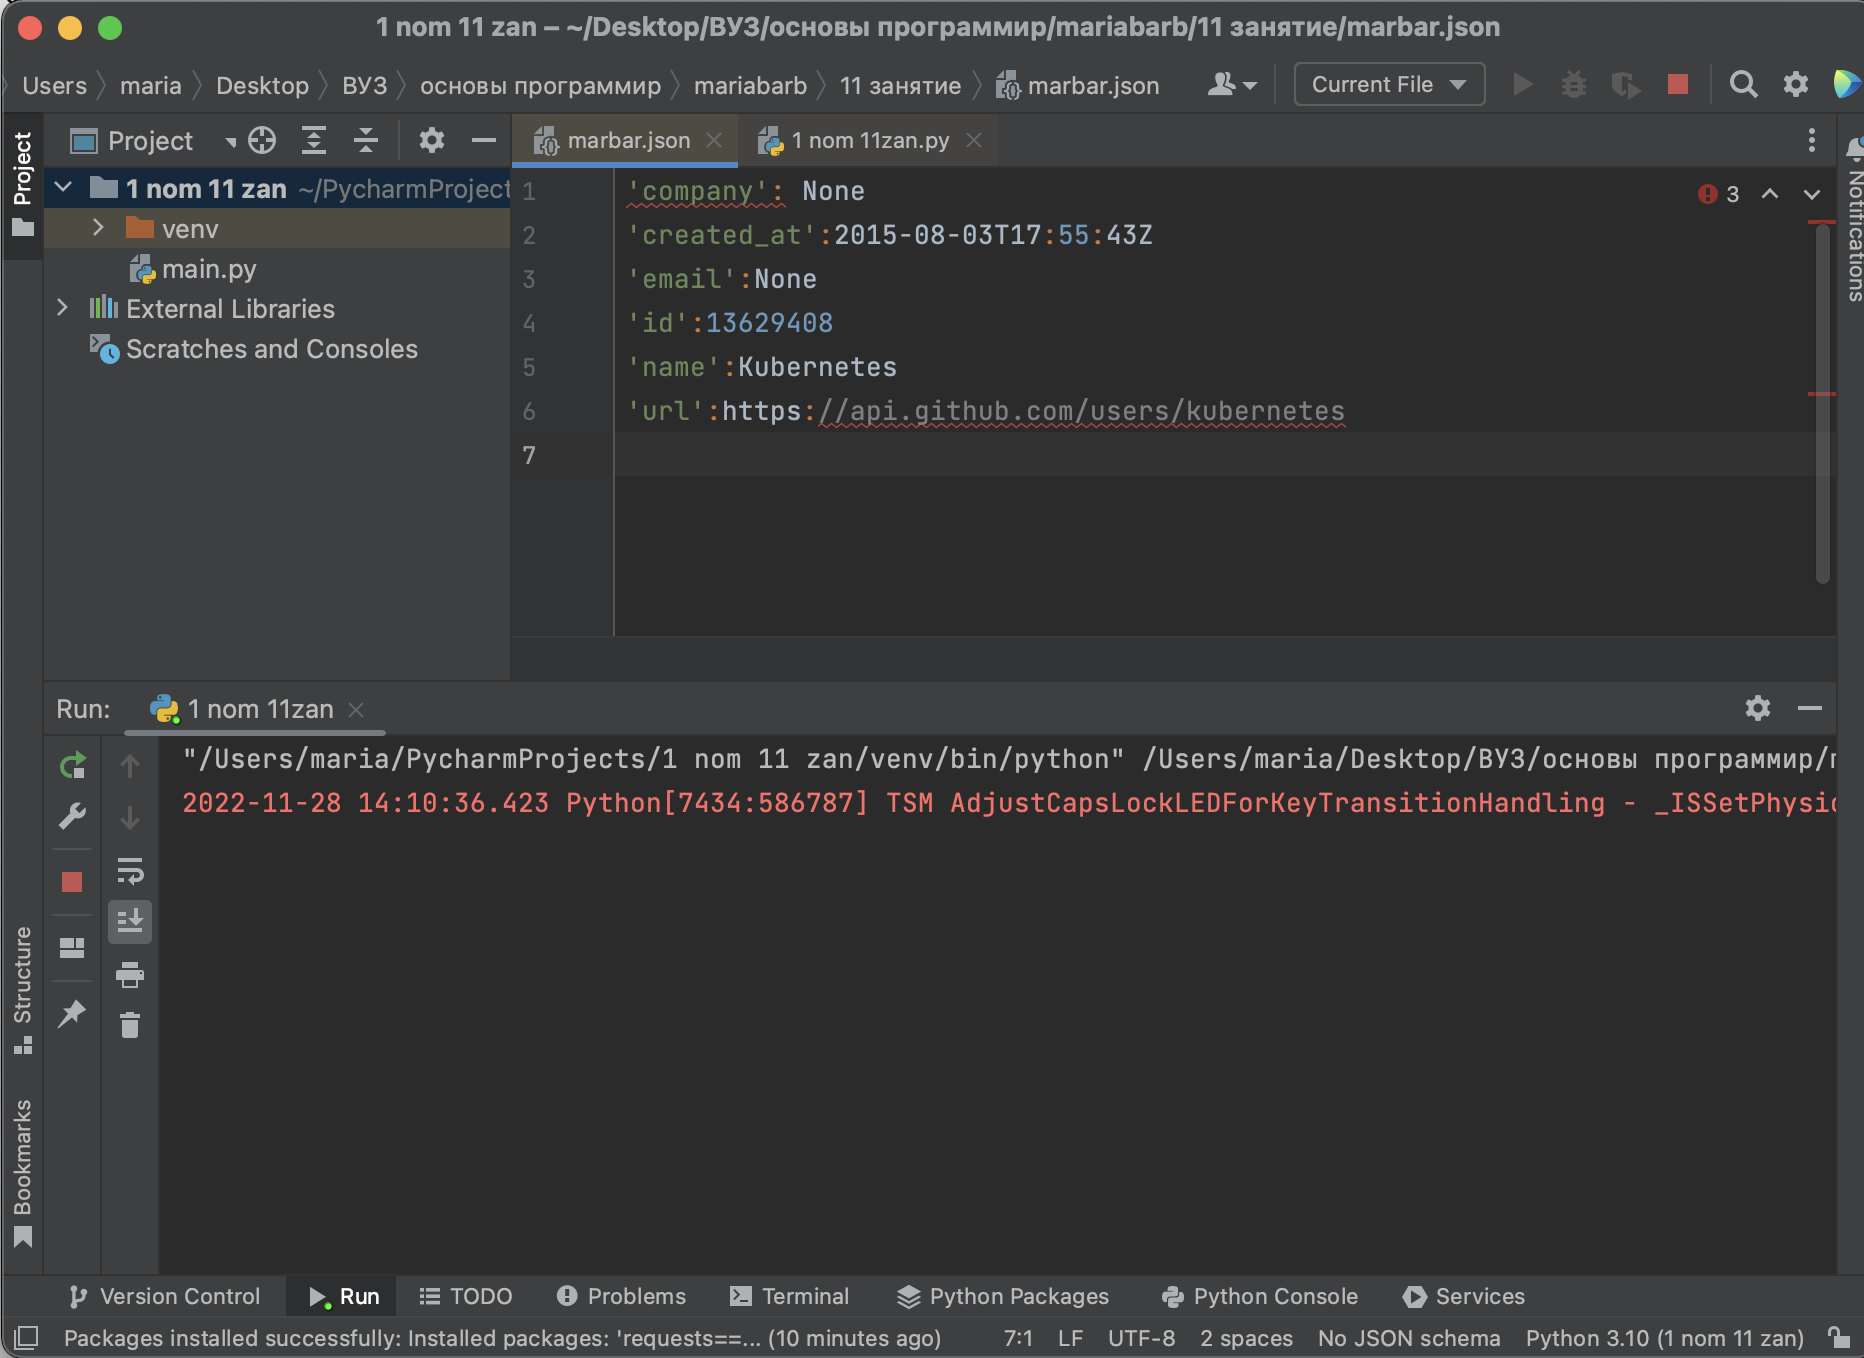 1 nom 11 zan – ~/Desktop/ВУЗ/основы программир/mariabarb/11 занятие/marbar.json
Users maria Desktop ВУЗ основы программир mariabarb 11 занятие marbar.json Current File
Project
Project
marbar.json
1 nom 11zan.py
Notifications
1 nom 11 zan ~/PycharmProject
venv
main.py
External Libraries
Scratches and Consoles
1 'company': None
3
2 'created_at':2015-08-03T17:55:43Z
3 'email':None
4 'id':13629408
5 'name':Kubernetes
6 'url':https://api.github.com/users/kubernetes
7
Run: 1 nom 11zan
"/Users/maria/PycharmProjects/1 nom 11 zan/venv/bin/python" /Users/maria/Desktop/ВУЗ/основы программир/
2022-11-28 14:10:36.423 Python[7434:586787] TSM AdjustCapsLockLEDForKeyTransitionHandling - _ISSetPhysic
Structure
Bookmarks
Version Control Run TODO Problems Terminal Python Packages Python Console Services
Packages installed successfully: Installed packages: 'requests==... (10 minutes ago) 7:1 LF UTF-8 2 spaces No JSON schema Python 3.10 (1 nom 11 zan)